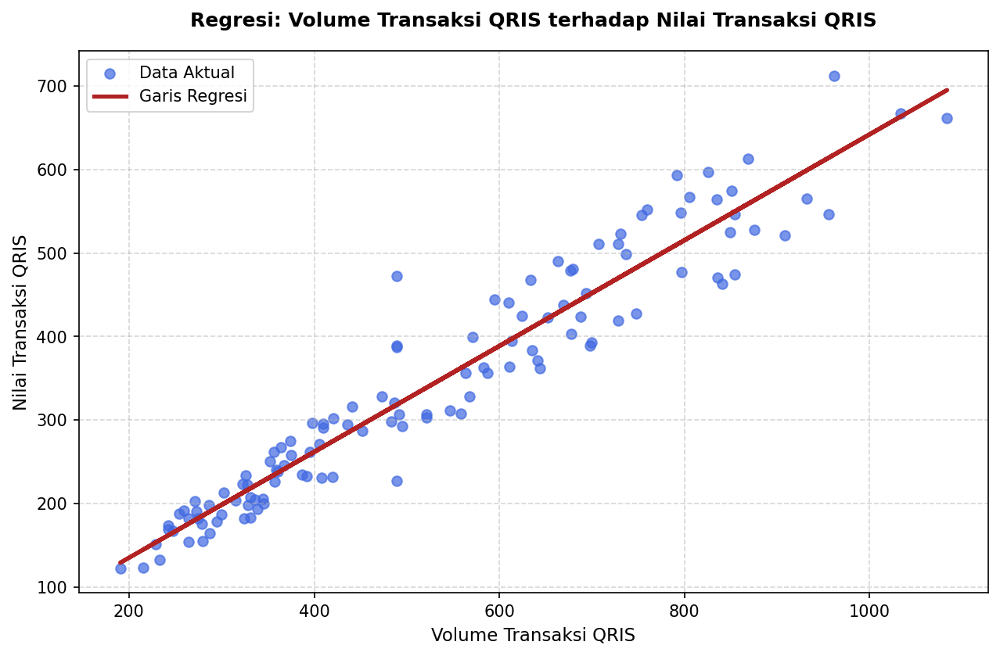 Regresi: Volume Transaksi QRIS terhadap Nilai Transaksi QRIS
Data Aktual
Garis Regresi
Nilai Transaksi QRIS
700
600
500
400
300
200
100
200
400
600
800
1000
Volume Transaksi QRIS